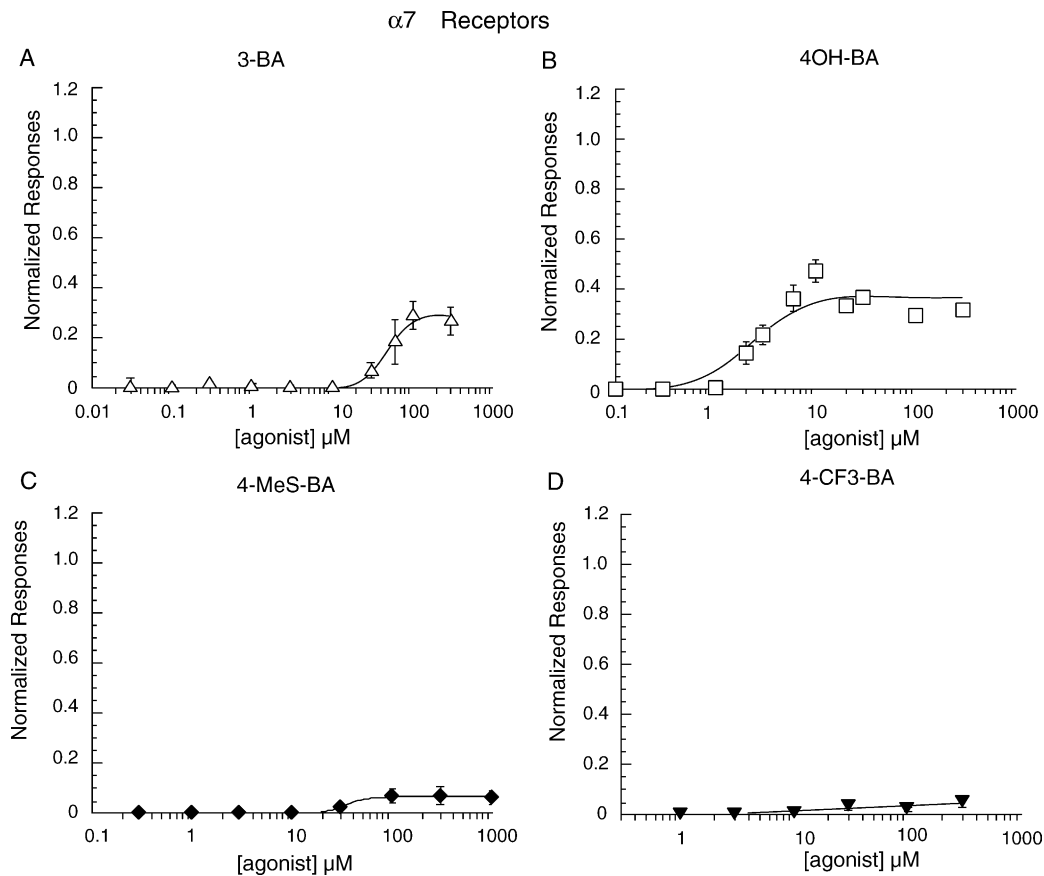 α7 Receptors
A
3-BA
Normalized Responses
1.2
1.0
0.8
0.6
0.4
0.2
0
0.01 0.1 1 10 100 1000
[agonist] µM
B
4OH-BA
Normalized Responses
1.2
1.0
0.8
0.6
0.4
0.2
0
0.1 1 10 100 1000
[agonist] µM
C
4-MeS-BA
Normalized Responses
1.2
1.0
0.8
0.6
0.4
0.2
0
0.1 1 10 100 1000
[agonist] µM
D
4-CF3-BA
Normalized Responses
1.2
1.0
0.8
0.6
0.4
0.2
0
1 10 100 1000
[agonist] µM